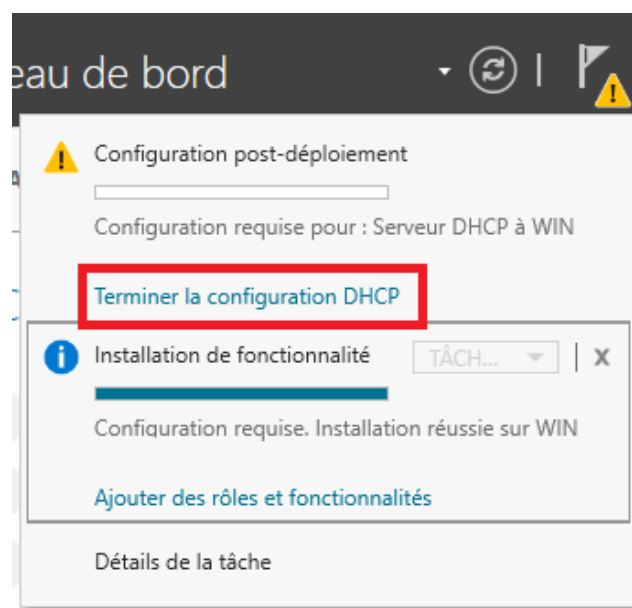 eau de bord
Configuration post-déploiement
Configuration requise pour : Serveur DHCP à WIN
Terminer la configuration DHCP
Installation de fonctionnalité TÂCH... X
Configuration requise. Installation réussie sur WIN
Ajouter des rôles et fonctionnalités
Détails de la tâche